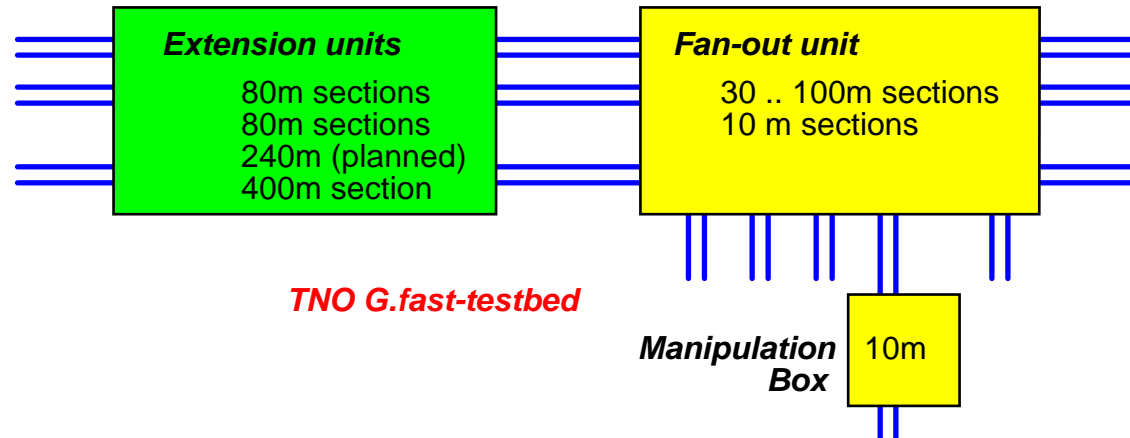 Extension units
80m sections
80m sections
240m (planned)
400m section
Fan-out unit
30 .. 100m sections
10 m sections
TNO G.fast-testbed
Manipulation
Box
10m